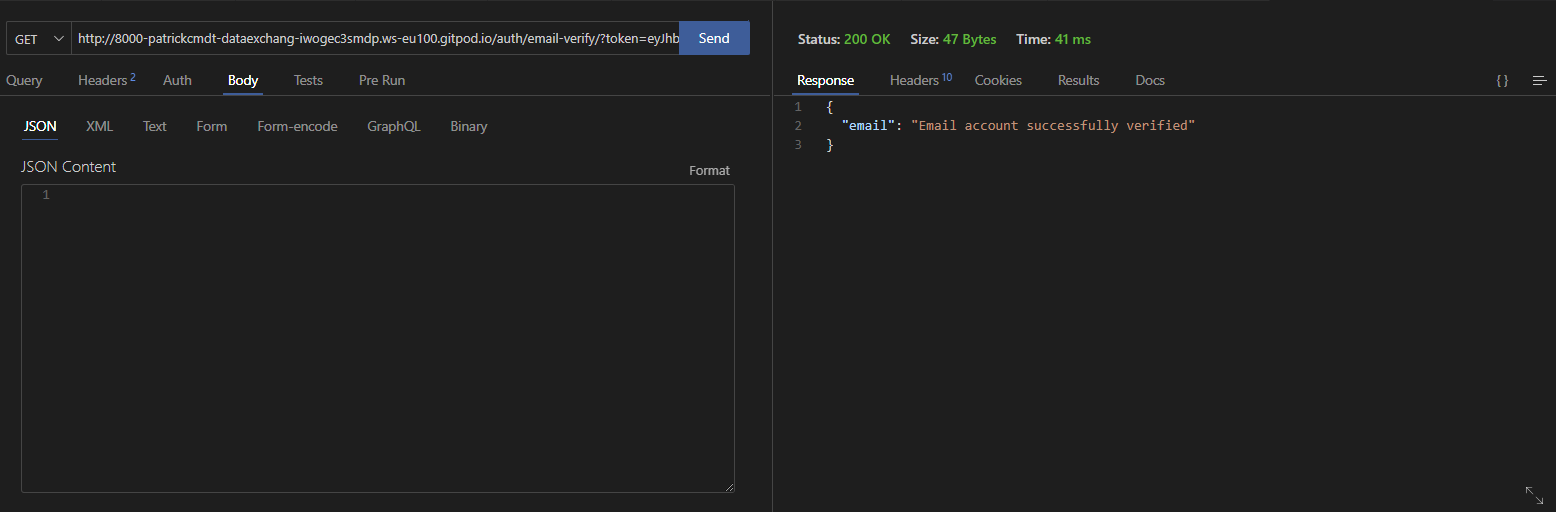 GET http://8000-patrickcmdt-dataexchang-iwogec3smdp.ws-eu100.gitpod.io/auth/email-verify/?token=eyJhb Send
Query Headers 2 Auth Body Tests Pre Run
JSON XML Text Form Form-encode GraphQL Binary
JSON Content Format
1
Status: 200 OK Size: 47 Bytes Time: 41 ms
Response Headers 10 Cookies Results Docs { }
1 {
2 "email": "Email account successfully verified"
3 }